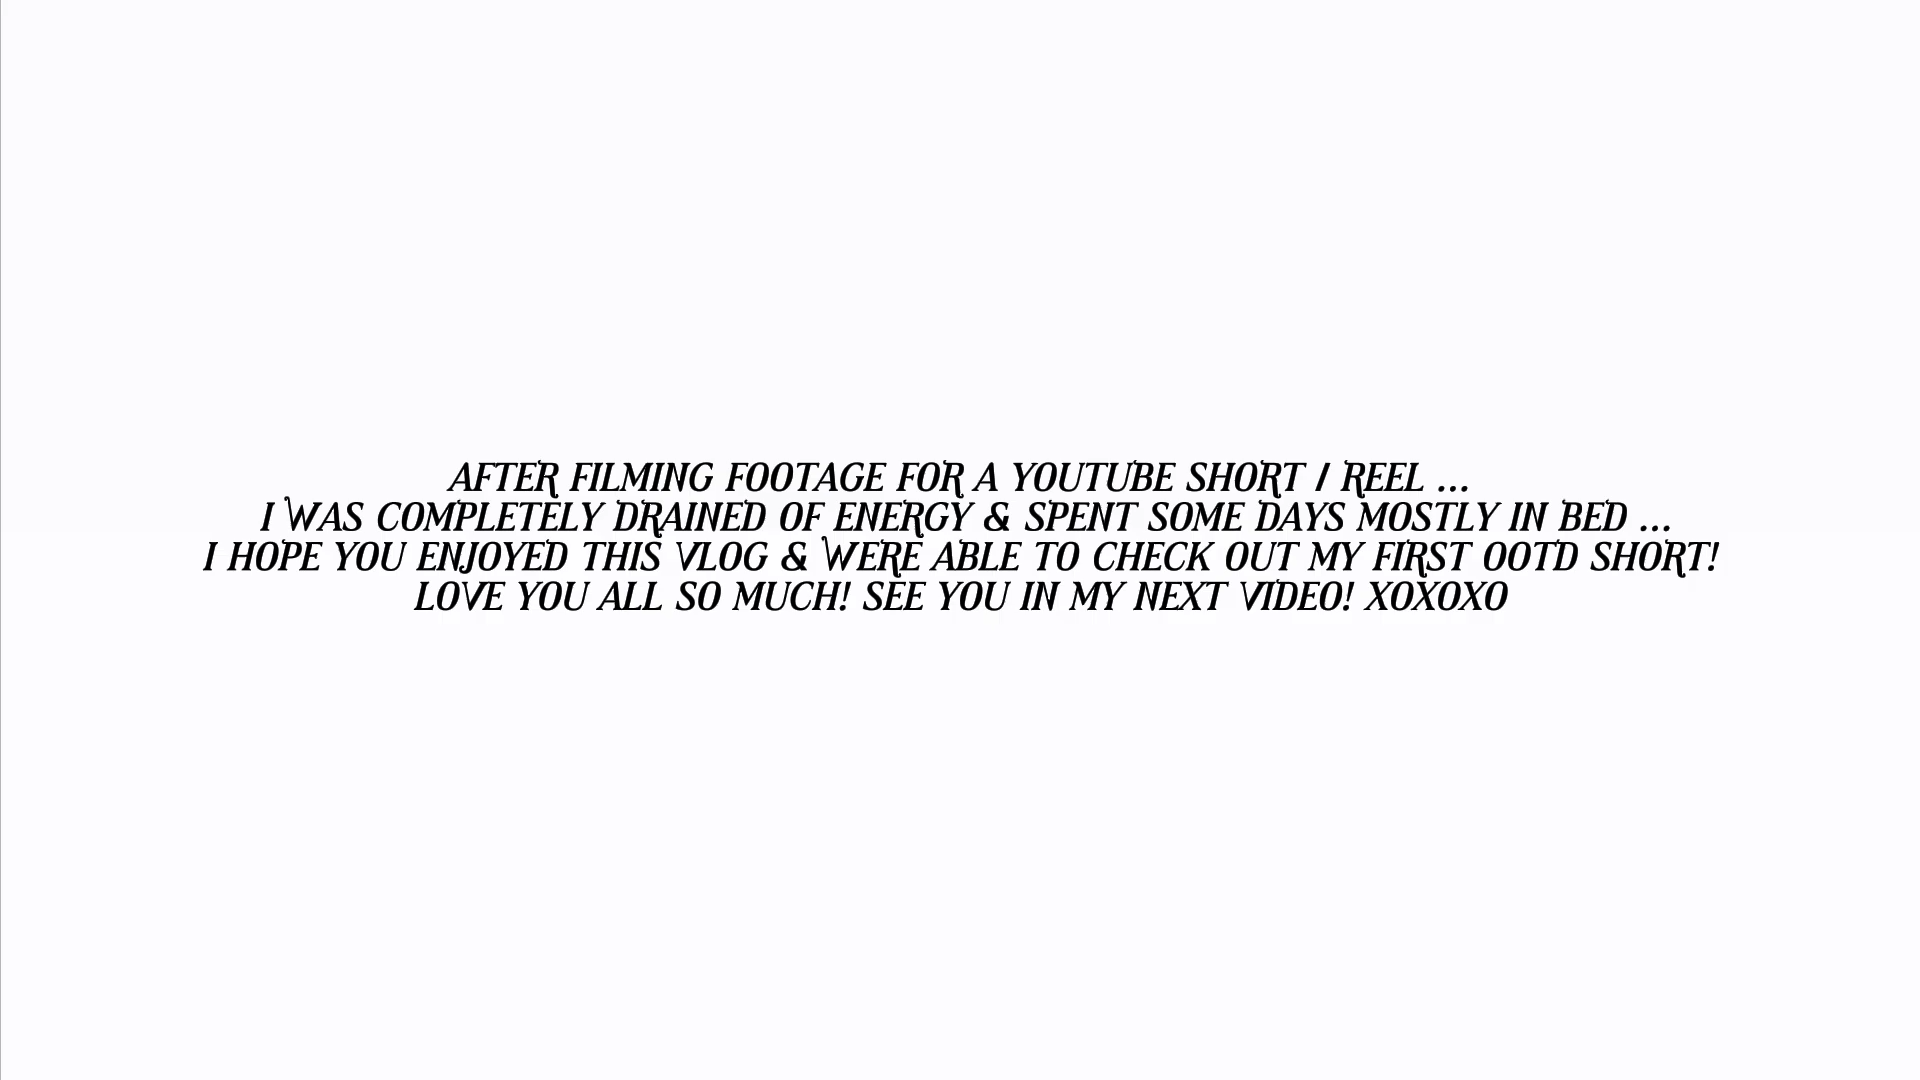 AFTER FILMING FOOTAGE FOR A YOUTUBE SHORT / REEL ...
I WAS COMPLETELY DRAINED OF ENERGY & SPENT SOME DAYS MOSTLY IN BED ...
I HOPE YOU ENJOYED THIS VLOG & WERE ABLE TO CHECK OUT MY FIRST OOTD SHORT!
LOVE YOU ALL SO MUCH! SEE YOU IN MY NEXT VIDEO! XOXOXO